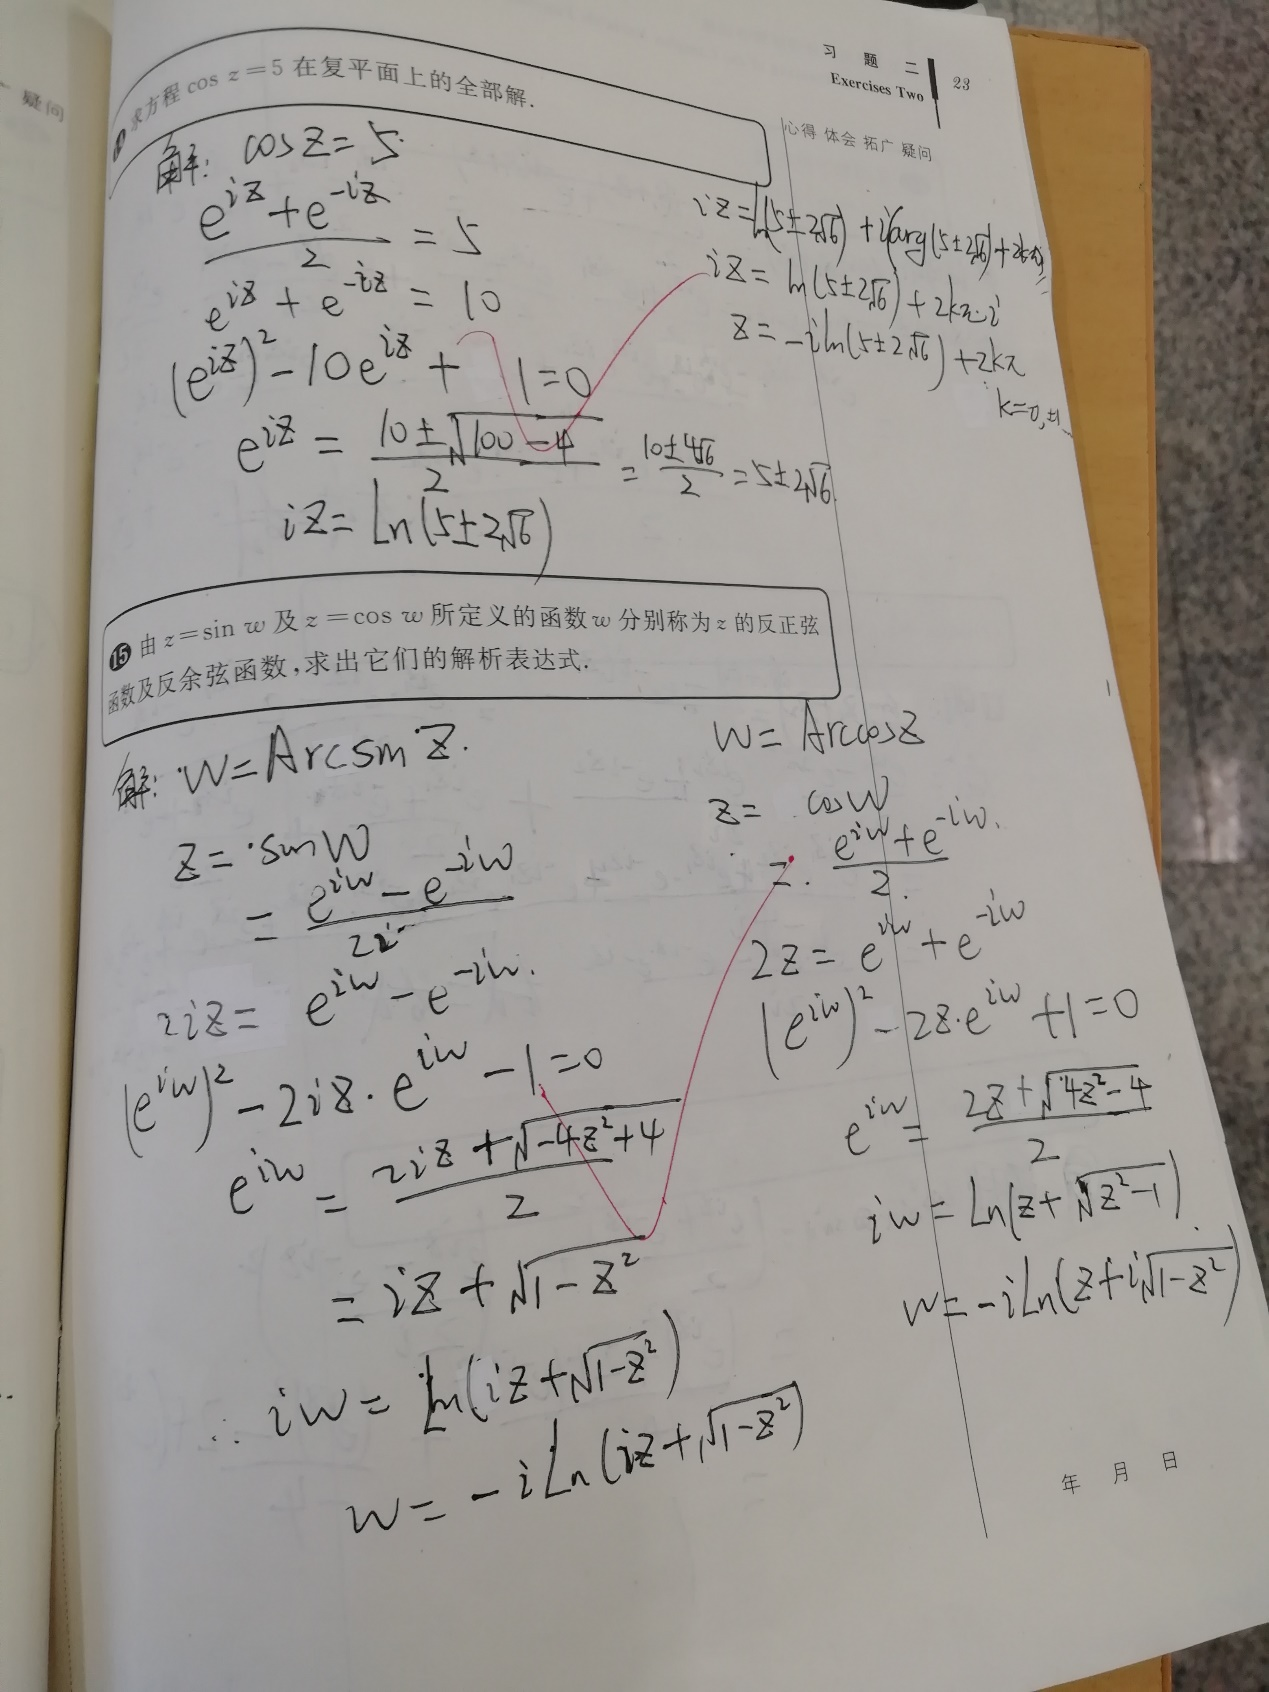 习 题 二
Exercises Two
23
心得 体会 拓广 疑问
疑问
求方程 cos z=5 在复平面上的全部解.
解: cosz=5
(e^{iz}+e^{-iz})/2 = 5
e^{iz}+e^{-iz} = 10
(e^{iz})²-10e^{iz}+ 1=0
e^{iz} = (10±√(100-4))/2 = (10±4√6)/2 = 5±2√6
iz= Ln(5±2√6)
iz=ln(5±2√6)+i(arg(5±2√6)+2kπ)
iz= ln(5±2√6)+2kπ·i
z= -iln(5±2√6)+2kπ
k=0,±1
15 由 z=sin w 及 z=cos w 所定义的函数 w 分别称为 z 的反正弦
函数及反余弦函数,求出它们的解析表达式.
解: W=Arcsin Z.
z= sinW
= (e^{iw}-e^{-iw})/2i
2iz= e^{iw}-e^{-iw}.
(e^{iw})²-2iz·e^{iw}-1=0
e^{iw} = (2iz+√(-4z²+4))/2
= iz+√(1-z²)
∴ iw= Ln(iz+√(1-z²))
w= -iLn(iz+√(1-z²))
W= ArccosZ
z= cosW
= (e^{iw}+e^{-iw})/2
2z= e^{iw}+e^{-iw}
(e^{iw})²-2z·e^{iw}+1=0
e^{iw} = (2z+√(4z²-4))/2
iw= Ln(z+√(z²-1))
w=-iLn(z+i√(1-z²))
年 月 日